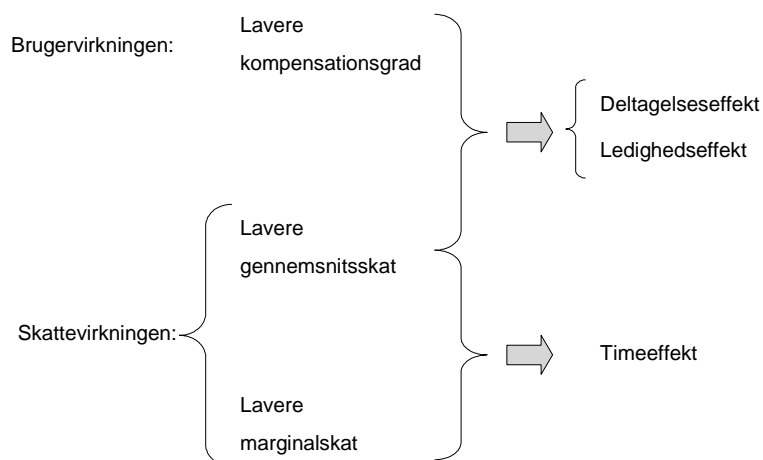 Brugervirkningen:
Lavere
kompensationsgrad
Deltagelseseffekt
Ledighedseffekt
Lavere
gennemsnitsskat
Skattevirkningen:
Timeeffekt
Lavere
marginalskat